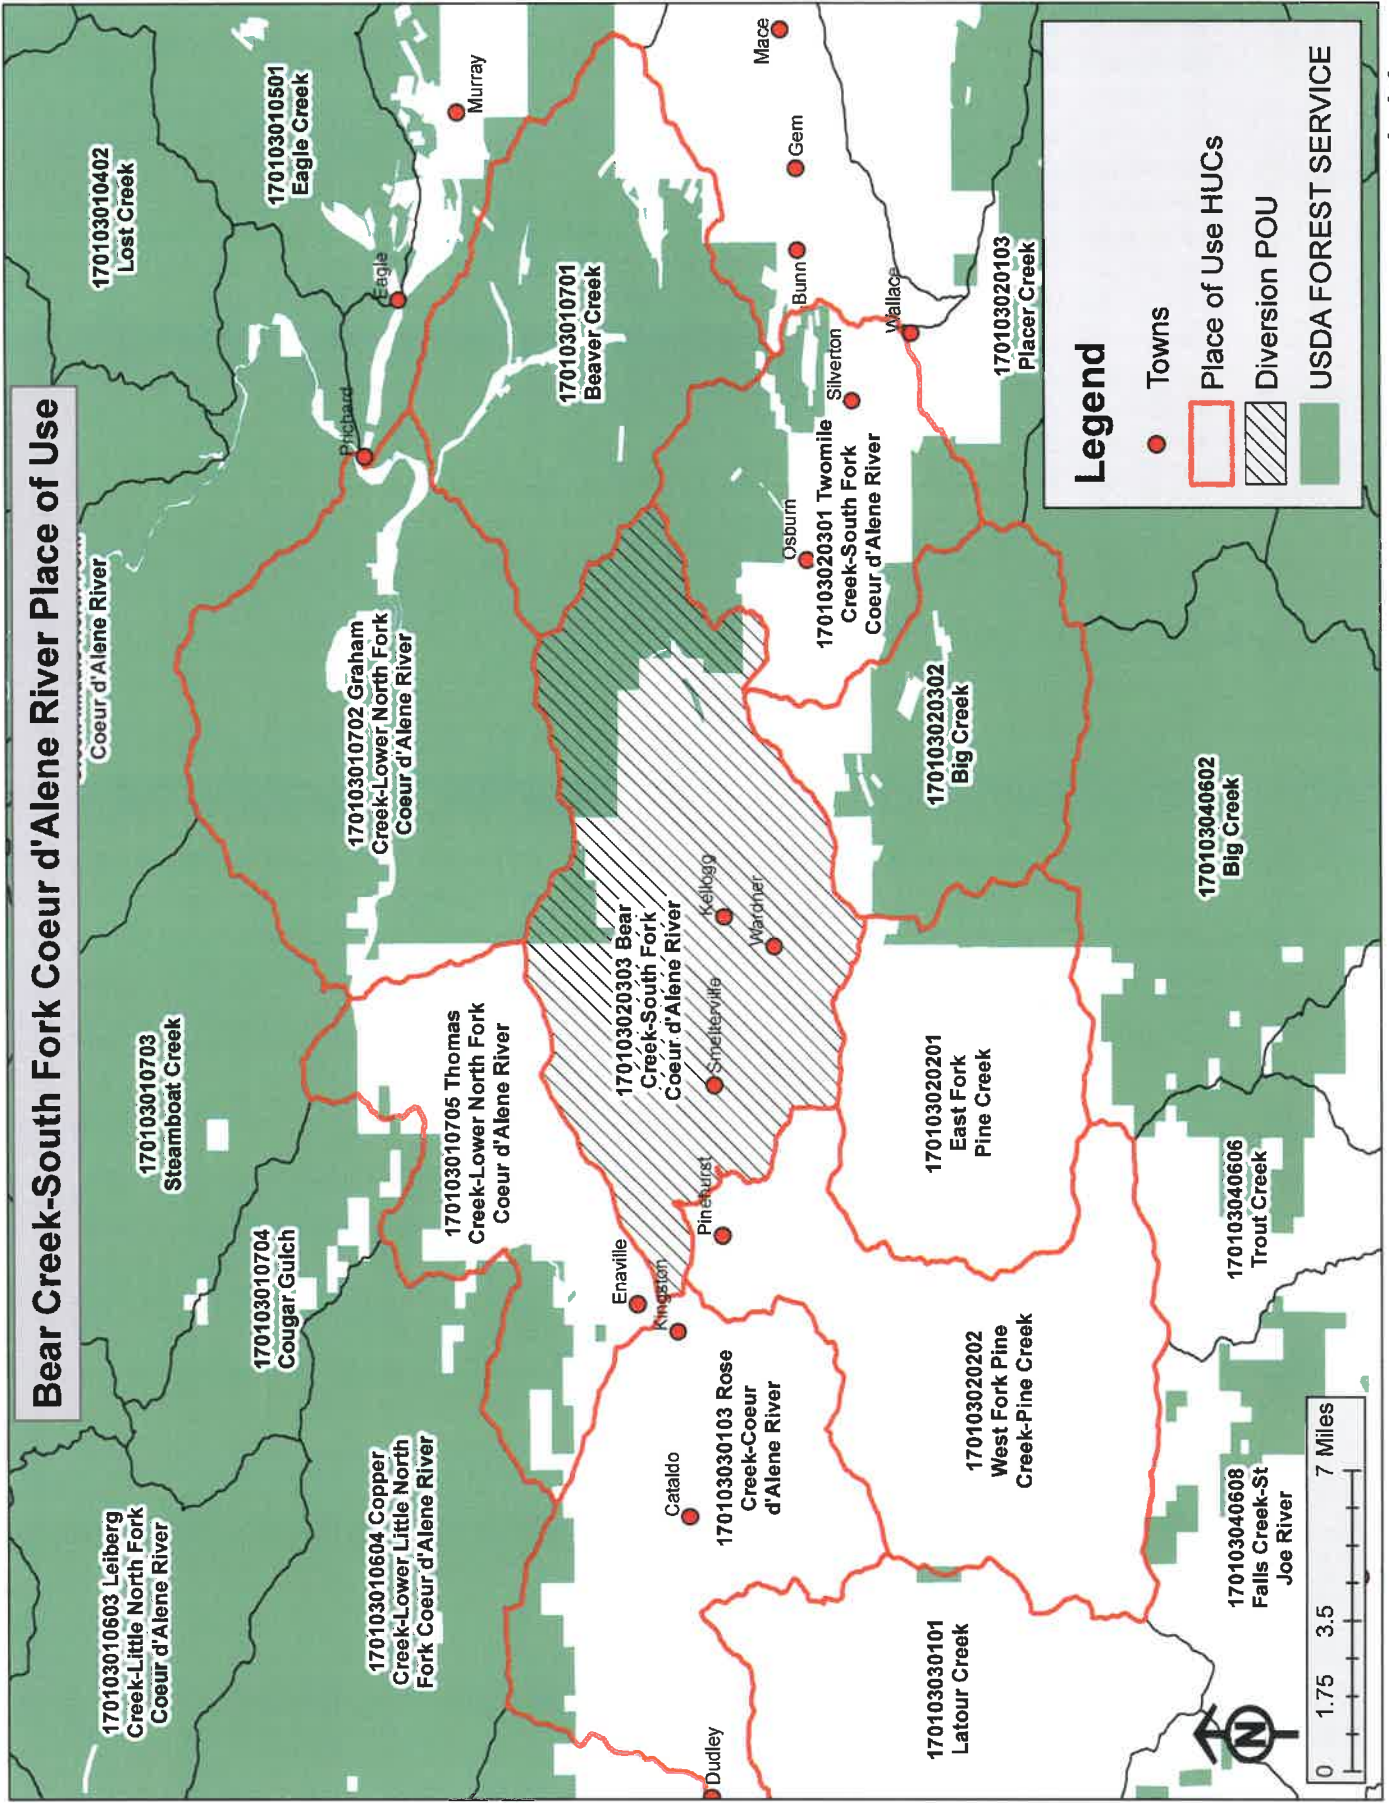 Bear Creek-South Fork Coeur d'Alene River Place of Use
170103010603 Leiberg
Creek-Little North Fork
Coeur d'Alene River
170103010703
Steamboat Creek
Coeur d'Alene River
170103010402
Lost Creek
170103010501
Eagle Creek
Murray
Eagle
Prichard
170103010704
Cougar Gulch
170103010604 Copper
Creek-Lower Little North
Fork Coeur d'Alene River
170103010702 Graham
Creek-Lower North Fork
Coeur d'Alene River
170103010705 Thomas
Creek-Lower North Fork
Coeur d'Alene River
170103010701
Beaver Creek
Enaville
Kingston
Pinehurst
170103020303 Bear
Creek-South Fork
Coeur d'Alene River
Smelterville
Kellogg
Wardner
Cataldo
170103030103 Rose
Creek-Coeur
d'Alene River
Dudley
Osburn
170103020301 Twomile
Creek-South Fork
Coeur d'Alene River
Silverton
Wallace
Bunn
Gem
Mace
170103030101
Latour Creek
170103020202
West Fork Pine
Creek-Pine Creek
170103020201
East Fork
Pine Creek
170103020302
Big Creek
170103020103
Placer Creek
170103040608
Falls Creek-St
Joe River
170103040606
Trout Creek
170103040602
Big Creek
Legend
Towns
Place of Use HUCs
Diversion POU
USDA FOREST SERVICE
N
0 1.75 3.5 7 Miles